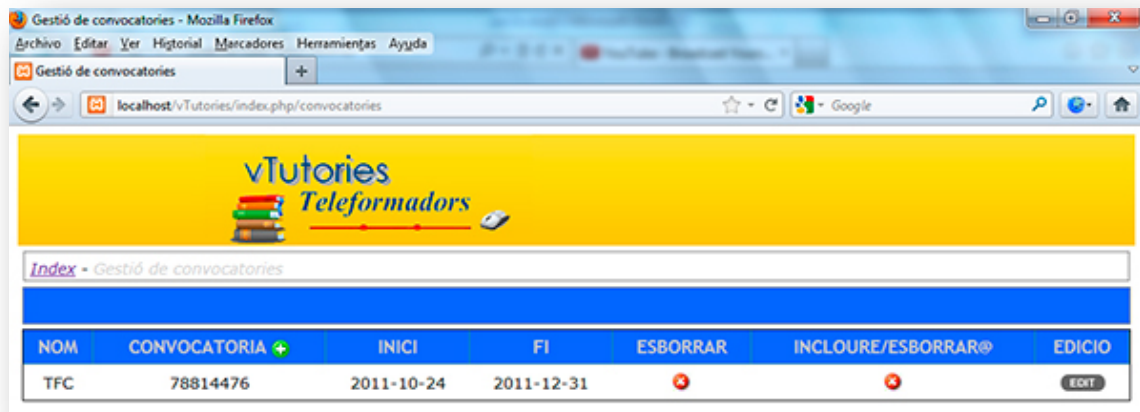 Gestió de convocatories - Mozilla Firefox
Archivo Editar Ver Historial Marcadores Herramientas Ayuda
Gestió de convocatories
localhost/vTutories/index.php/convocatories Google
vTutories
Teleformadors
Index - Gestió de convocatories
NOM CONVOCATORIA INICI FI ESBORRAR INCLOURE/ESBORRAR@ EDICIO
TFC 78814476 2011-10-24 2011-12-31 EDIT